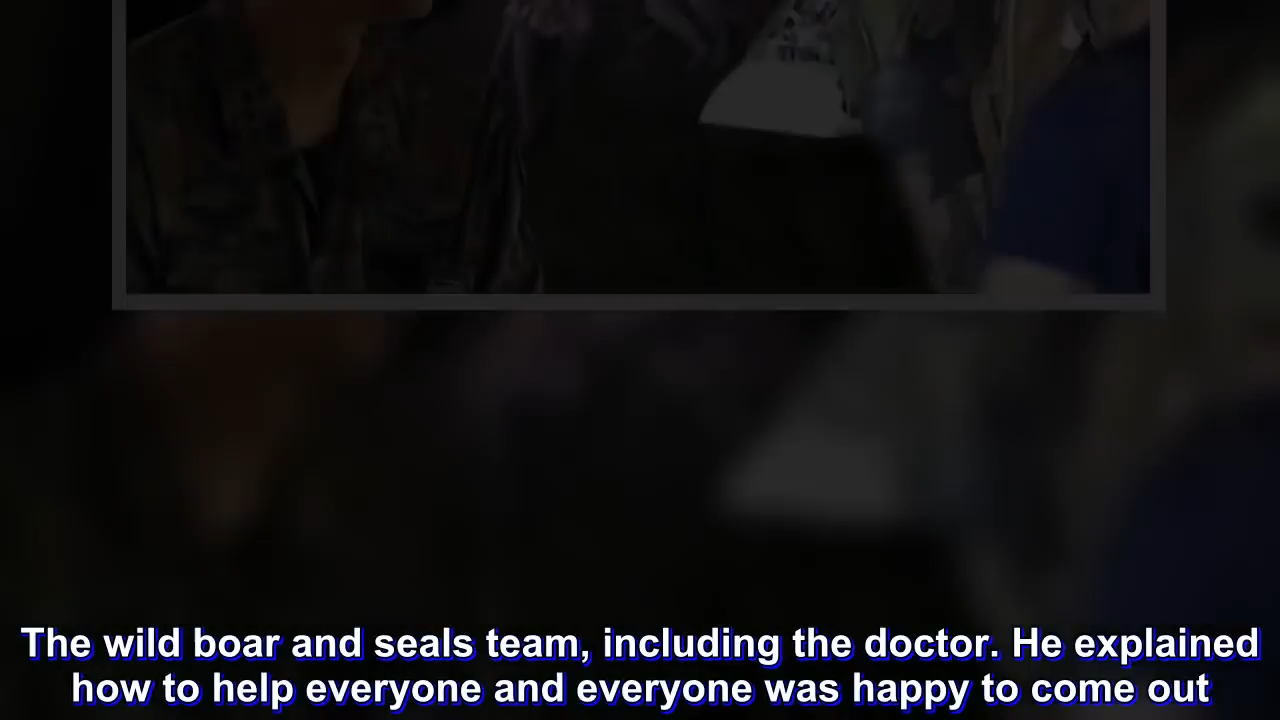 The wild boar and seals team, including the doctor. He explained
how to help everyone and everyone was happy to come out